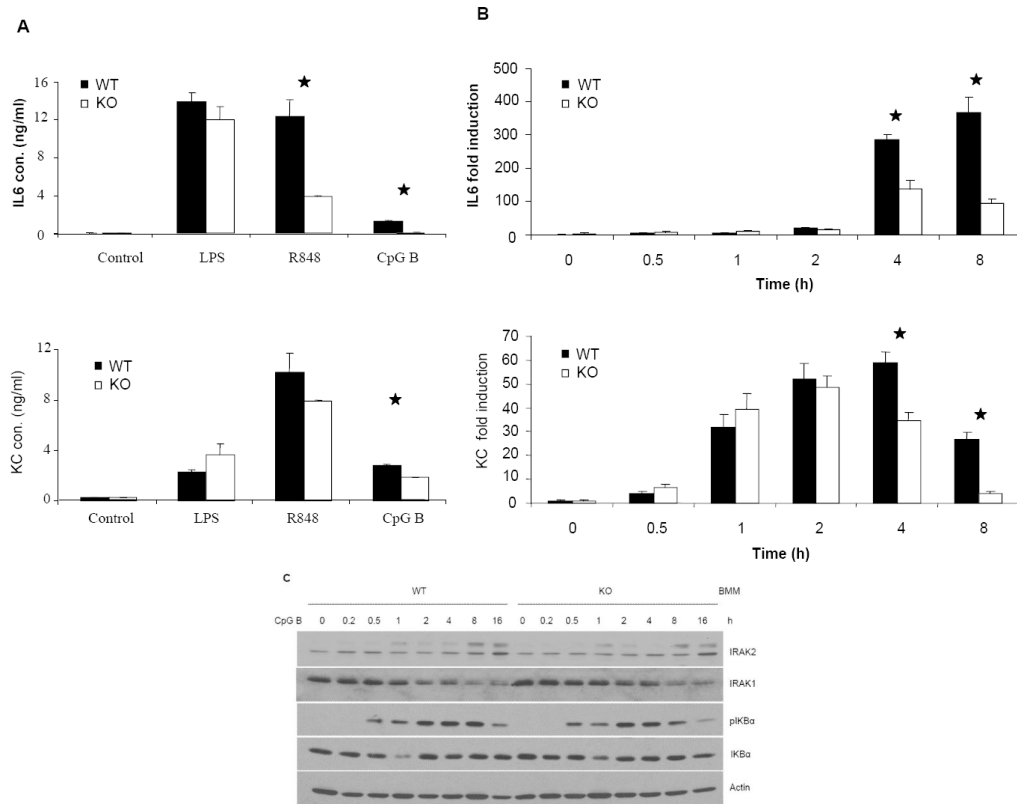 A
WT
KO
IL6 con. (ng/ml)
16
12
8
4
0
Control LPS R848 CpG B
WT
KO
KC con. (ng/ml)
12
8
4
0
Control LPS R848 CpG B
B
WT
KO
IL6 fold induction
500
400
300
200
100
0
0 0.5 1 2 4 8
Time (h)
WT
KO
KC fold induction
70
60
50
40
30
20
10
0
0 0.5 1 2 4 8
Time (h)
C
WT KO BMM
CpG B 0 0.2 0.5 1 2 4 8 16 0 0.2 0.5 1 2 4 8 16 h
IRAK2
IRAK1
pIKBα
IKBα
Actin